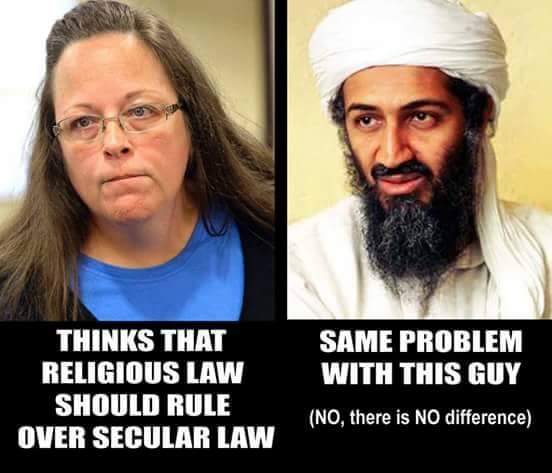 THINKS THAT
RELIGIOUS LAW
SHOULD RULE
OVER SECULAR LAW
SAME PROBLEM
WITH THIS GUY
(NO, there is NO difference)